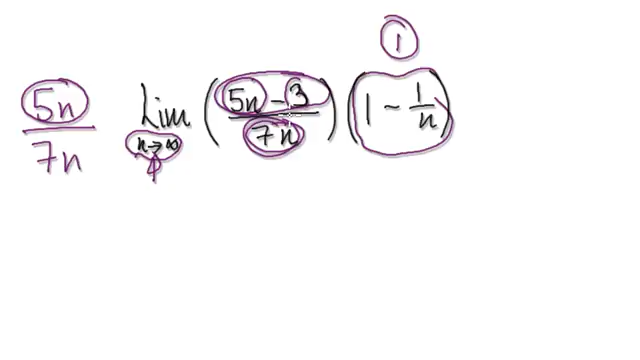 1
5n/7n Lim n→∞ ((5n - 3)/7n) (1 - 1/n)